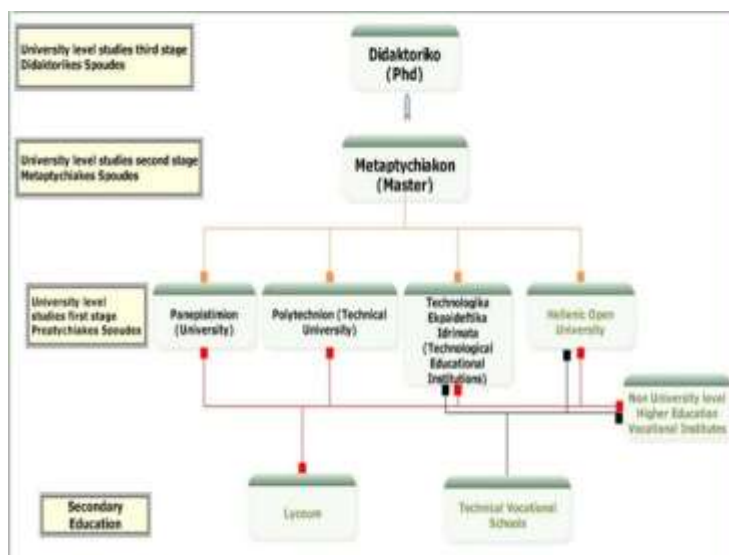 University level studies third stage
Didaktorikes Spoudes
Didaktoriko
(Phd)
University level studies second stage
Metaptychiakes Spoudes
Metaptychiakon
(Master)
University level
studies first stage
Spoudes
Panepistimion
(University)
Polytechnion (Technical
University)
Technologika
Ekpaideftika
Idrimata
(Technological
Educational
Institutions)
Hellenic Open
University
Non University level
Higher Education
Vocational Institutes
Secondary
Education
Lyceum
Technical Vocational
Schools